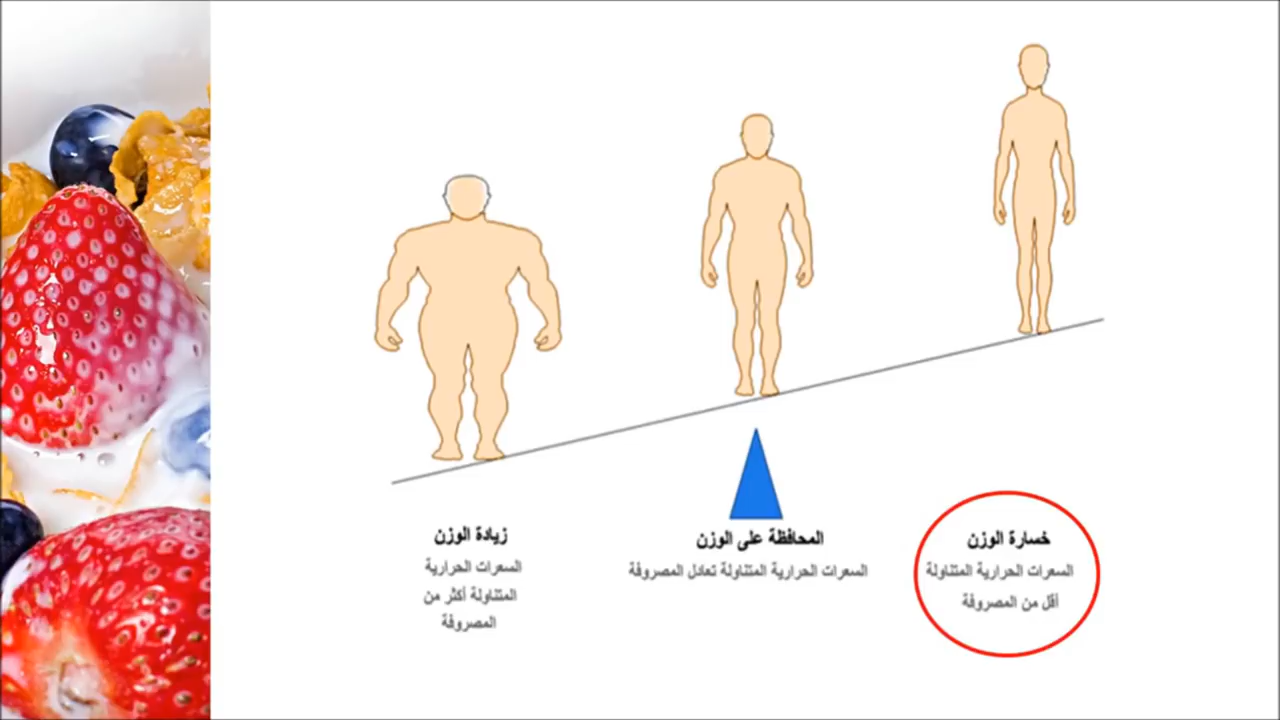 خسارة الوزن
السعرات الحرارية المتناولة
أقل من المصروفة
المحافظة على الوزن
السعرات الحرارية المتناولة تعادل المصروفة
زيادة الوزن
السعرات الحرارية
المتناولة أكثر من
المصروفة